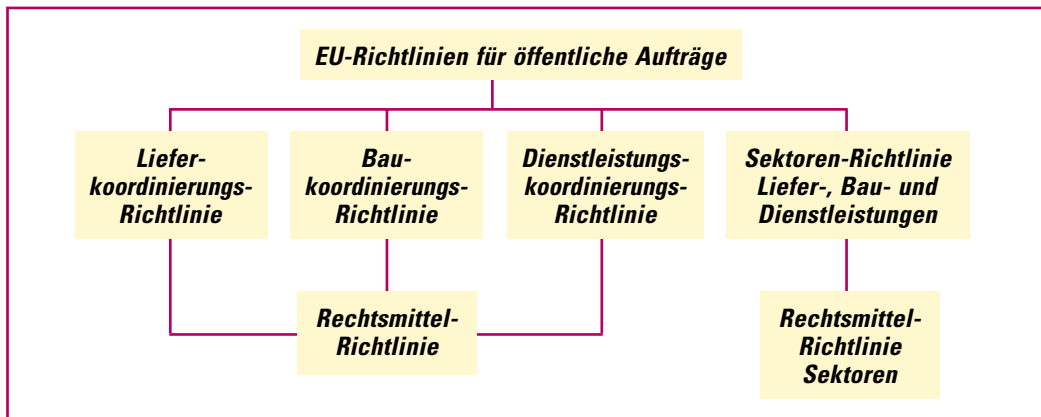 EU-Richtlinien für öffentliche Aufträge
Liefer-
koordinierungs-
Richtlinie
Bau-
koordinierungs-
Richtlinie
Dienstleistungs-
koordinierungs-
Richtlinie
Sektoren-Richtlinie
Liefer-, Bau- und
Dienstleistungen
Rechtsmittel-
Richtlinie
Rechtsmittel-
Richtlinie
Sektoren